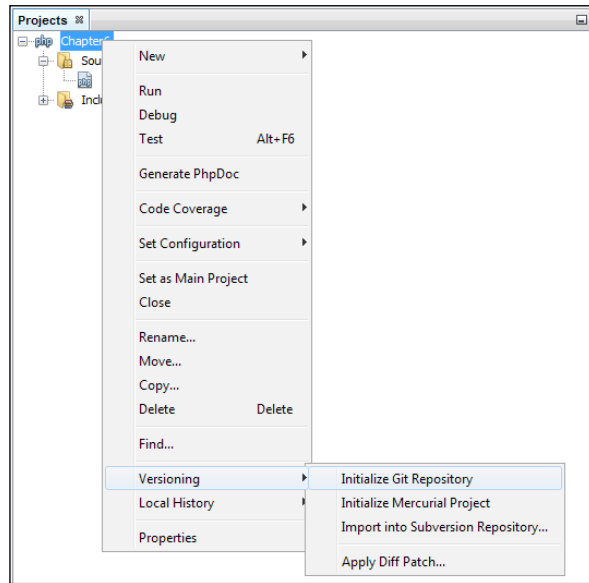 Projects
php Chapter
New
Sou
php
Run
Inclu
Debug
Test Alt+F6
Generate PhpDoc
Code Coverage
Set Configuration
Set as Main Project
Close
Rename...
Move...
Copy...
Delete Delete
Find...
Versioning
Initialize Git Repository
Local History
Initialize Mercurial Project
Import into Subversion Repository...
Properties
Apply Diff Patch...